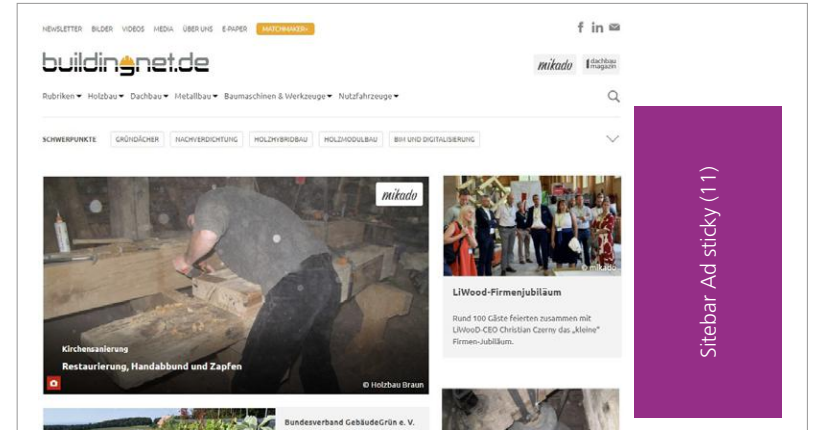 NEWSLETTER BILDER VIDEOS MEDIA ÜBER UNS E-PAPER MATCHMAKER+
f in
buildingnet.de
mikado
dachbau magazin
Rubriken Holzbau Dachbau Metallbau Baumaschinen & Werkzeuge Nutzfahrzeuge
SCHWERPUNKTE GRÜNDÄCHER NACHVERDICHTUNG HOLZHYBRIDBAU HOLZMODULBAU BIM UND DIGITALISIERUNG
mikado
Kirchensanierung
Restaurierung, Handabbund und Zapfen
© Holzbau Braun
© mikado
LiWood-Firmenjubiläum
Rund 100 Gäste feierten zusammen mit
LiWooD-CEO Christian Czerny das „kleine"
Firmen-Jubiläum.
Bundesverband GebäudeGrün e. V.
Sitebar Ad sticky (11)